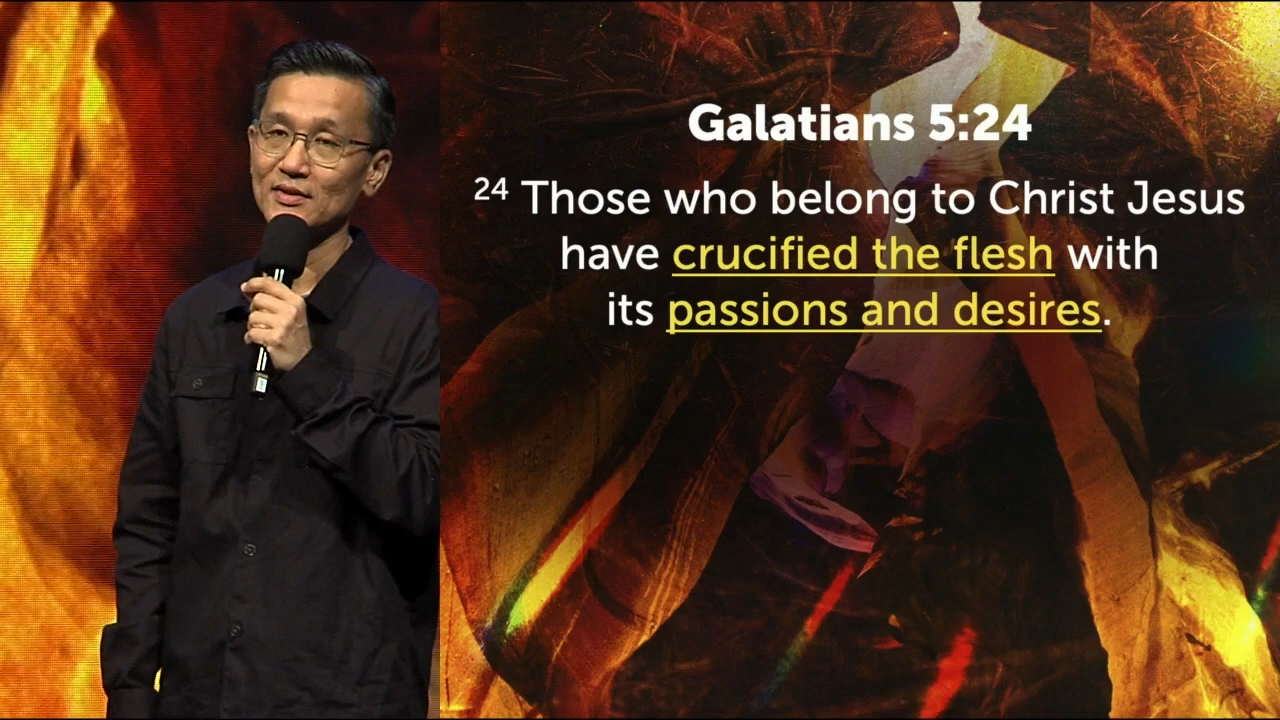 Galatians 5:24
24 Those who belong to Christ Jesus
have crucified the flesh with
its passions and desires.